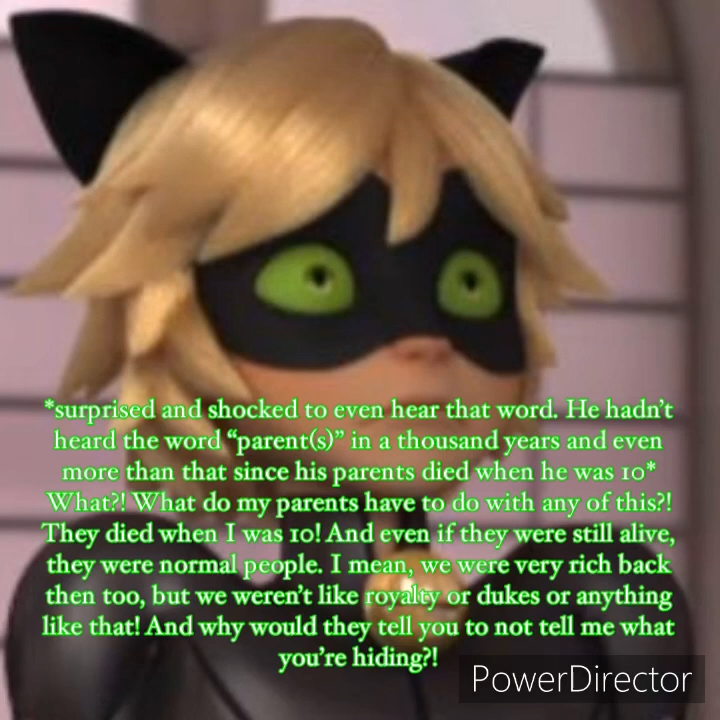 *surprised and shocked to even hear that word. He hadn't
heard the word “parent(s)” in a thousand years and even
more than that since his parents died when he was 10*
What?! What do my parents have to do with any of this?!
They died when I was 10! And even if they were still alive,
they were normal people. I mean, we were very rich back
then too, but we weren't like royalty or dukes or anything
like that! And why would they tell you to not tell me what
you're hiding?!
PowerDirector